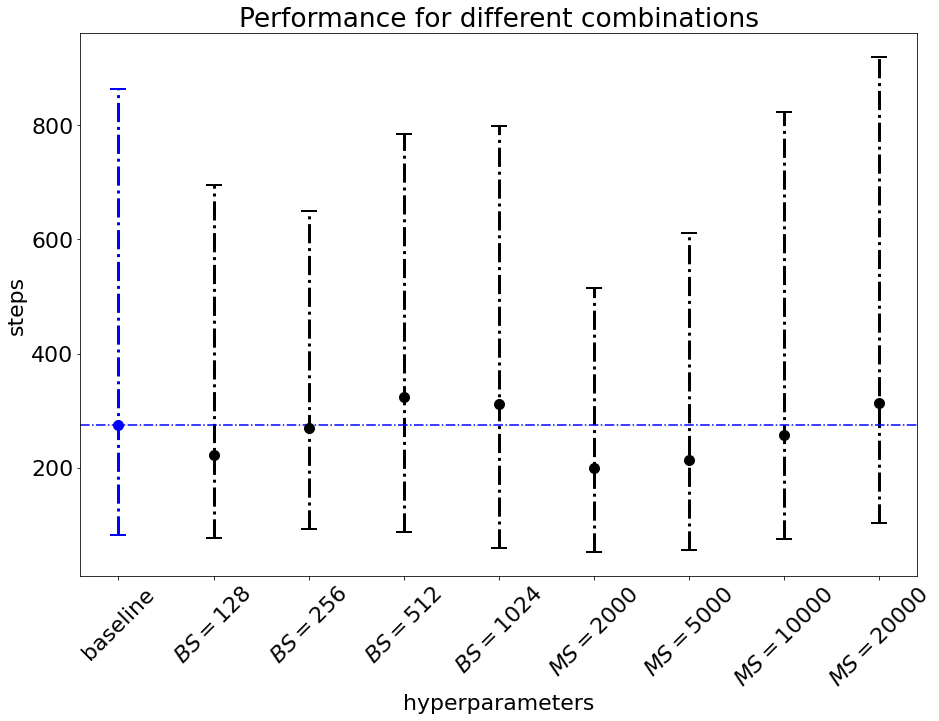 Performance for different combinations
steps
800
600
400
200
baseline
BS = 128
BS = 256
BS = 512
BS = 1024
MS = 2000
MS = 5000
MS = 10000
MS = 20000
hyperparameters